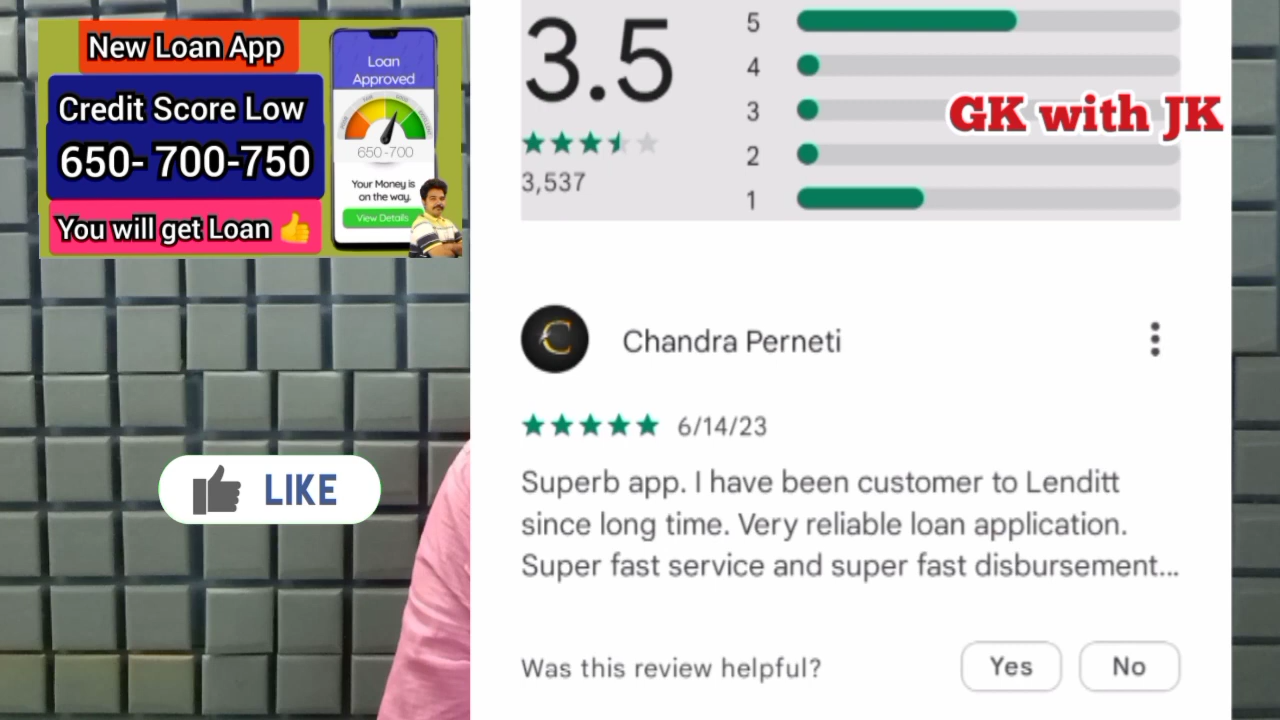 New Loan App
Credit Score Low
650- 700-750
You will get Loan 👍
Loan
Approved
650-700
Your Money is
on the way.
View Details
3.5
3,537
5
4
3
2
1
GK with JK
C
Chandra Perneti
6/14/23
Superb app. I have been customer to Lenditt
since long time. Very reliable loan application.
Super fast service and super fast disbursement...
Was this review helpful?
Yes
No
LIKE